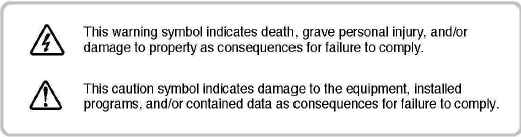 This warning symbol indicates death, grave personal injury, and/or
damage to property as consequences for failure to comply.
This caution symbol indicates damage to the equipment, installed
programs, and/or contained data as consequences for failure to comply.